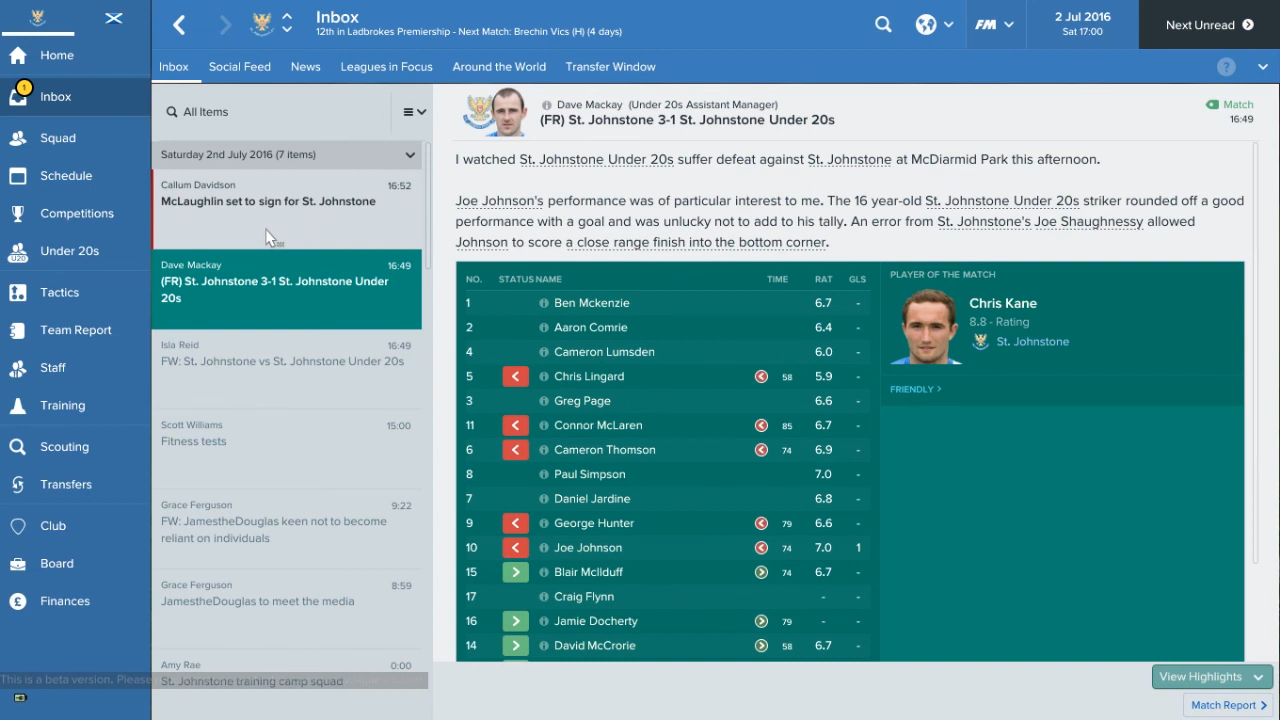 Inbox
12th in Ladbrokes Premiership - Next Match: Brechin Vics (H) (4 days)
FM
2 Jul 2016
Sat 17:00
Next Unread
Home
1
Inbox
Squad
Schedule
Competitions
U20
Under 20s
Tactics
Team Report
Staff
Training
Scouting
Transfers
Club
Board
£
Finances
Inbox Social Feed News Leagues in Focus Around the World Transfer Window
?
All Items
Saturday 2nd July 2016 (7 items)
Callum Davidson 16:52
McLaughlin set to sign for St. Johnstone
Dave Mackay 16:49
(FR) St. Johnstone 3-1 St. Johnstone Under
20s
Isla Reid 16:49
FW: St. Johnstone vs St. Johnstone Under 20s
Scott Williams 15:00
Fitness tests
Grace Ferguson 9:22
FW: JamestheDouglas keen not to become
reliant on individuals
Grace Ferguson 8:59
JamestheDouglas to meet the media
Amy Rae 0:00
St. Johnstone training camp squad
This is a beta version. Please
Dave Mackay (Under 20s Assistant Manager)
(FR) St. Johnstone 3-1 St. Johnstone Under 20s
Match
16:49
I watched St. Johnstone Under 20s suffer defeat against St. Johnstone at McDiarmid Park this afternoon.
Joe Johnson's performance was of particular interest to me. The 16 year-old St. Johnstone Under 20s striker rounded off a good
performance with a goal and was unlucky not to add to his tally. An error from St. Johnstone's Joe Shaughnessy allowed
Johnson to score a close range finish into the bottom corner.
NO. STATUS NAME TIME RAT GLS
1 Ben Mckenzie 6.7 -
2 Aaron Comrie 6.4 -
4 Cameron Lumsden 6.0 -
5 Chris Lingard 58 5.9 -
3 Greg Page 6.6 -
11 Connor McLaren 85 6.7 -
6 Cameron Thomson 74 6.9 -
8 Paul Simpson 7.0 -
7 Daniel Jardine 6.8 -
9 George Hunter 79 6.6 -
10 Joe Johnson 74 7.0 1
15 Blair McIlduff 74 6.7 -
17 Craig Flynn - -
16 Jamie Docherty 79 - -
14 David McCrorie 58 6.7 -
PLAYER OF THE MATCH
Chris Kane
8.8 - Rating
St. Johnstone
FRIENDLY >
View Highlights
Match Report